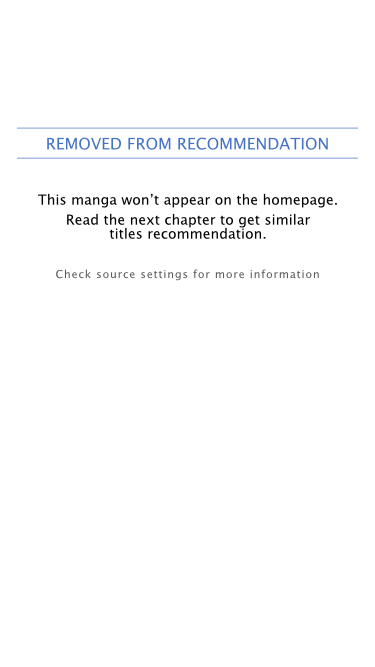 REMOVED FROM RECOMMENDATION
This manga won’t appear on the homepage.
Read the next chapter to get similar
titles recommendation.
Check source settings for more information